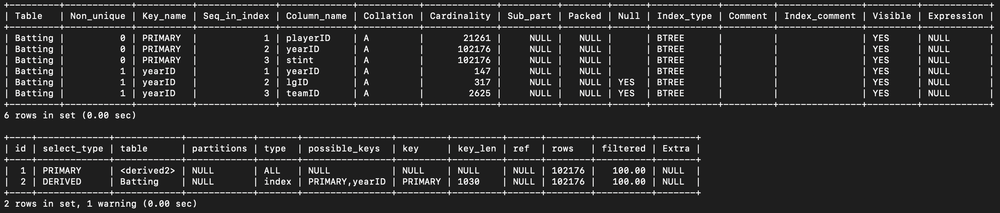 +---------+------------+----------+--------------+-------------+-----------+-------------+----------+--------+------+------------+---------+---------------+---------+------------+
| Table   | Non_unique | Key_name | Seq_in_index | Column_name | Collation | Cardinality | Sub_part | Packed | Null | Index_type | Comment | Index_comment | Visible | Expression |
+---------+------------+----------+--------------+-------------+-----------+-------------+----------+--------+------+------------+---------+---------------+---------+------------+
| Batting |          0 | PRIMARY  |            1 | playerID    | A         |       21261 |     NULL |   NULL |      | BTREE      |         |               | YES     | NULL       |
| Batting |          0 | PRIMARY  |            2 | yearID      | A         |      102176 |     NULL |   NULL |      | BTREE      |         |               | YES     | NULL       |
| Batting |          0 | PRIMARY  |            3 | stint       | A         |      102176 |     NULL |   NULL |      | BTREE      |         |               | YES     | NULL       |
| Batting |          1 | yearID   |            1 | yearID      | A         |         147 |     NULL |   NULL |      | BTREE      |         |               | YES     | NULL       |
| Batting |          1 | yearID   |            2 | lgID        | A         |         317 |     NULL |   NULL | YES  | BTREE      |         |               | YES     | NULL       |
| Batting |          1 | yearID   |            3 | teamID      | A         |        2625 |     NULL |   NULL | YES  | BTREE      |         |               | YES     | NULL       |
+---------+------------+----------+--------------+-------------+-----------+-------------+----------+--------+------+------------+---------+---------------+---------+------------+
6 rows in set (0.00 sec)

+----+-------------+------------+------------+-------+----------------+---------+---------+------+--------+----------+-------+
| id | select_type | table      | partitions | type  | possible_keys  | key     | key_len | ref  | rows   | filtered | Extra |
+----+-------------+------------+------------+-------+----------------+---------+---------+------+--------+----------+-------+
|  1 | PRIMARY     | <derived2> | NULL       | ALL   | NULL           | NULL    | NULL    | NULL | 102176 |   100.00 | NULL  |
|  2 | DERIVED     | Batting    | NULL       | index | PRIMARY,yearID | PRIMARY | 1030    | NULL | 102176 |   100.00 | NULL  |
+----+-------------+------------+------------+-------+----------------+---------+---------+------+--------+----------+-------+
2 rows in set, 1 warning (0.00 sec)